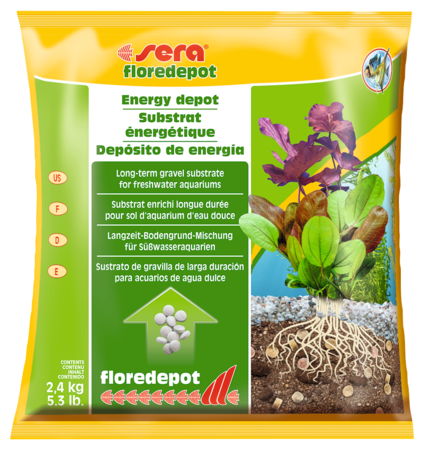 sera®
floredepot
Energy depot
Substrat
énergétique
Depósito de energía
US
Long-term gravel substrate
for freshwater aquariums
F
Substrat enrichi longue durée
pour sol d'aquarium d'eau douce
D
Langzeit-Bodengrund-Mischung
für Süßwasseraquarien
E
Sustrato de gravilla de larga duración
para acuarios de agua dulce
CONTENTS
CONTENU
INHALT
CONTENIDO
2,4 kg
5.3 lb.
floredepot